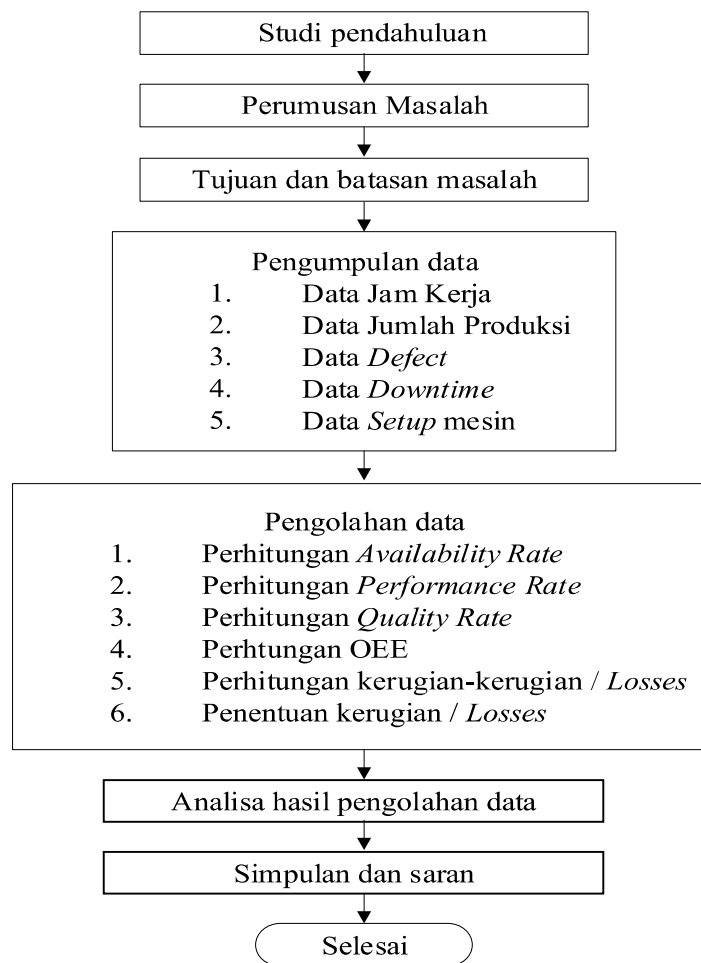 Studi pendahuluan
Perumusan Masalah
Tujuan dan batasan masalah
Pengumpulan data
1. Data Jam Kerja
2. Data Jumlah Produksi
3. Data Defect
4. Data Downtime
5. Data Setup mesin
Pengolahan data
1. Perhitungan Availability Rate
2. Perhitungan Performance Rate
3. Perhitungan Quality Rate
4. Perhtungan OEE
5. Perhitungan kerugian-kerugian / Losses
6. Penentuan kerugian / Losses
Analisa hasil pengolahan data
Simpulan dan saran
Selesai